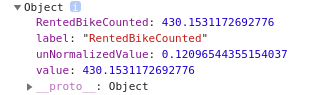 ▼ Object i
RentedBikeCounted: 430.1531172692776
label: "RentedBikeCounted"
unNormalizedValue: 0.12096544355154037
value: 430.1531172692776
▶ __proto__: Object